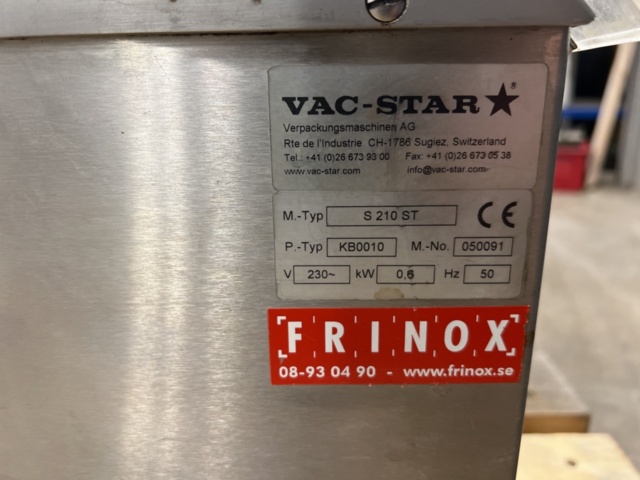 VAC-STAR★®
Verpackungsmaschinen AG
Rte de l'Industrie CH-1786 Sugiez, Switzerland
Tel.: +41 (0)26 673 93 00 Fax: +41 (0)26 673 05 38
www.vac-star.com info@vac-star.com
M.-Typ S 210 ST CE
P.-Typ KB0010 M.-No. 050091
V 230~ kW 0,6 Hz 50
FRINOX
08-93 04 90 - www.frinox.se